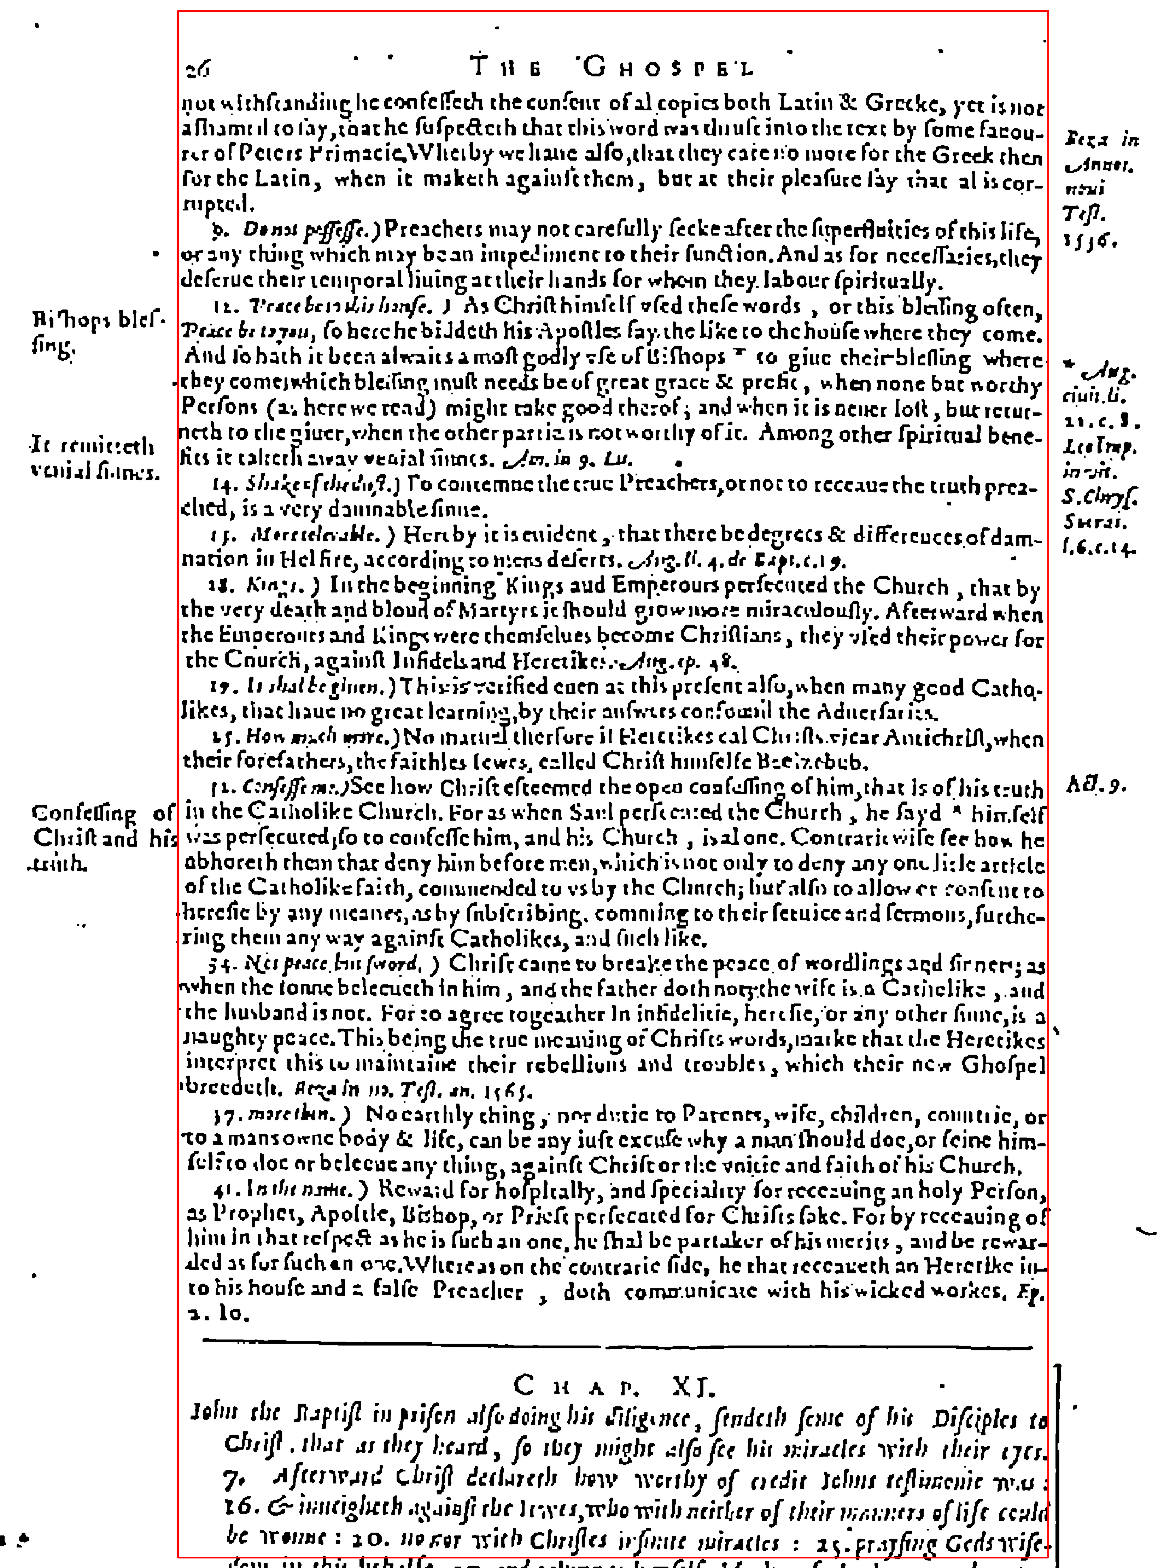 26 THE GHOSPEL
notwithstanding he confesseth the consent of al copies both Latin & Greeke, yet is not
ashamed to say, that he suspecteth that this word was thrust into the text by some fauou-
rer of Peters Primacie. Wherby we haue also, that they care no more for the Greek then
for the Latin, when it maketh against them, but at their pleasure say that al is cor-
rupted.
Beza in
Annot.
noui
Test.
1556.
9. Do not possesse.) Preachers may not carefully seeke after the superfluities of this life,
or any thing which may be an impediment to their function. And as for necessaries, they
deserue their temporal liuing at their hands for whom they labour spiritually.
Bishops bles-
sing.
12. Peace be to this house. ) As Christ himself vsed these words , or this blessing often,
Peace be to you, so here he biddeth his Apostles say the like to the house where they come.
And so hath it been alwaies a most godly vse of Bishops * to giue their blessing where
they come; which blessing must needs be of great grace & profit , when none but worthy
Persons (as here we read) might take good therof; and when it is neuer lost , but retur-
neth to the giuer, when the other partie is not worthy of it. Among other spiritual bene-
fits it taketh away venial sinnes. Am. in 9. Lu.
* Aug.
ciuit. li.
22. c. 8.
Leo Imp.
in vit.
S. Chrys.
It remitteth
venial sinnes.
14. Shake of the dust.) To contemne the true Preachers, or not to receaue the truth prea-
ched, is a very damnable sinne.
15. More tolerable. ) Herby it is euident , that there be degrees & differences of dam-
nation in Hel fire, according to mens deserts. Aug. li. 4. de Bapt. c. 19.
l. 6. c. 14.
18. Kings. ) In the beginning Kings and Emperours persecuted the Church , that by
the very death and bloud of Martyrs it should grow more miraculously. Afterward when
the Emperours and Kings were themselues become Christians , they vsed their power for
the Church, against Infidels and Heretikes. Aug. ep. 48.
19. It shal be giuen.) This is verified euen at this present also, when many good Catho-
likes, that haue no great learning, by their answers confound the Aduersaries.
25. How much more.) No maruel therfore if Heretikes cal Christs vicar Antichrist, when
their forefathers, the faithles Iewes, called Christ himselfe Beelzebub.
32. Confesse me.) See how Christ esteemed the open confessing of him, that is of his truth
in the Catholike Church. For as when Saul persecuted the Church , he sayd * himself
was persecuted; so to confesse him, and his Church , is al one. Contrariwise see how he
abhorreth them that deny him before men, which is not only to deny any one litle article
of the Catholike faith, commended to vs by the Church; but also to allow or consent to
heresie by any meanes, as by subscribing, comming to their seruice and sermons, furthe-
ring them any way against Catholikes, and such like.
Act. 9.
Confessing of
Christ and his
truth.
34. Not peace but sword. ) Christ came to breake the peace of wordlings and sinners; as
when the sonne beleeueth in him , and the father doth not; the wife is a Catholike , and
the husband is not. For to agree togeather in infidelitie, heresie, or any other sinne, is a
naughty peace. This being the true meaning of Christs words, marke that the Heretikes
interpret this to maintaine their rebellions and troubles , which their new Ghospel
breedeth. Beza in no. Test. an. 1565.
37. more then. ) No earthly thing , nor dutie to Parents, wife, children, countrie, or
to a mans owne body & life, can be any iust excuse why a man should doe, or feine him-
self to doe or beleeue any thing, against Christ or the vnitie and faith of his Church.
41. In the name. ) Reward for hospitality, and specially for receauing an holy Person,
as Prophet, Apostle, Bishop, or Priest persecuted for Christs sake. For by receauing of
him in that respect as he is such an one, he shal be partaker of his merits , and be rewar-
ded as for such an one. Whereas on the contrarie side, he that receaueth an Heretike in-
to his house and a false Preacher , doth communicate with his wicked workes. Ep.
2. Io.
CHAP. XI.
Iohn the Baptist in prison also doing his diligence , sendeth some of his Disciples to
Christ , that as they heard , so they might also see his miracles with their eyes.
7. Afterward Christ declareth how worthy of credit Iohns testimonie was :
16. & inueigheth against the Iewes, who with neither of their manners of life could
be wonne : 20. no nor with Christes infinite miracles : 25. praysing Gods wise-